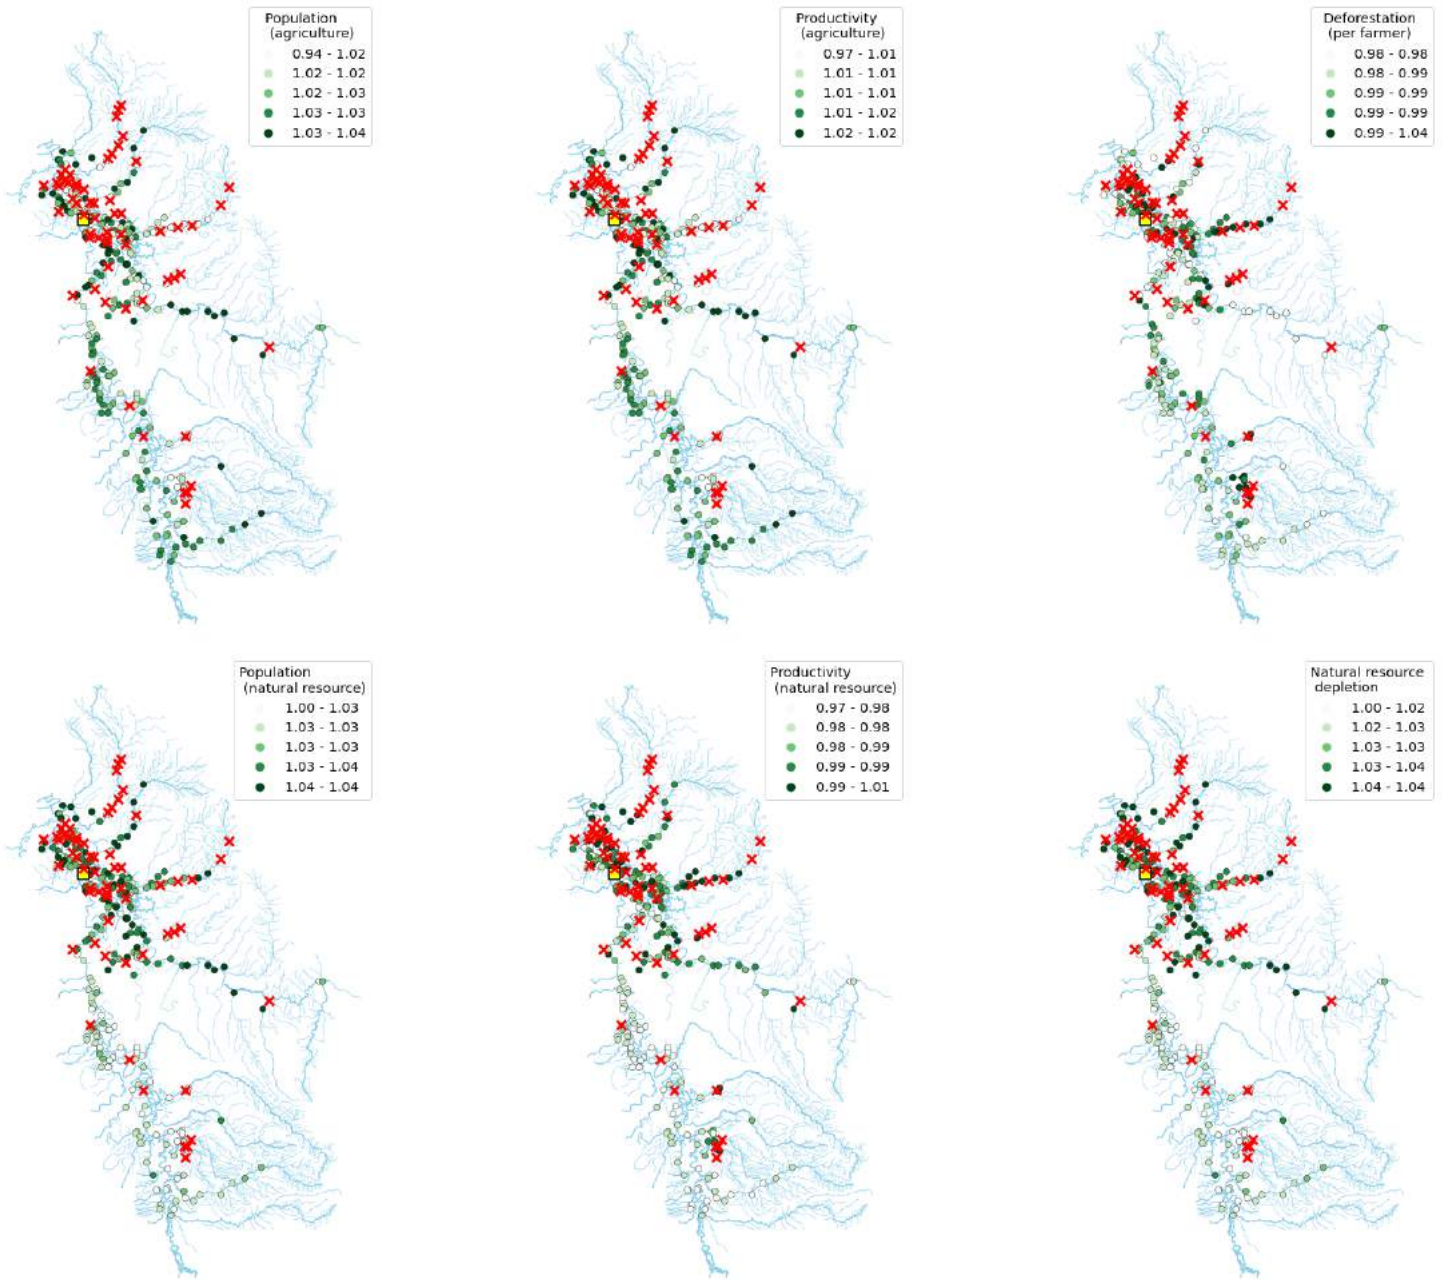 Population
(agriculture)
0.94 - 1.02
1.02 - 1.02
1.02 - 1.03
1.03 - 1.03
1.03 - 1.04
Productivity
(agriculture)
0.97 - 1.01
1.01 - 1.01
1.01 - 1.01
1.01 - 1.02
1.02 - 1.02
Deforestation
(per farmer)
0.98 - 0.98
0.98 - 0.99
0.99 - 0.99
0.99 - 0.99
0.99 - 1.04
Population
(natural resource)
1.00 - 1.03
1.03 - 1.03
1.03 - 1.03
1.03 - 1.04
1.04 - 1.04
Productivity
(natural resource)
0.97 - 0.98
0.98 - 0.98
0.98 - 0.99
0.99 - 0.99
0.99 - 1.01
Natural resource
depletion
1.00 - 1.02
1.02 - 1.03
1.03 - 1.03
1.03 - 1.04
1.04 - 1.04